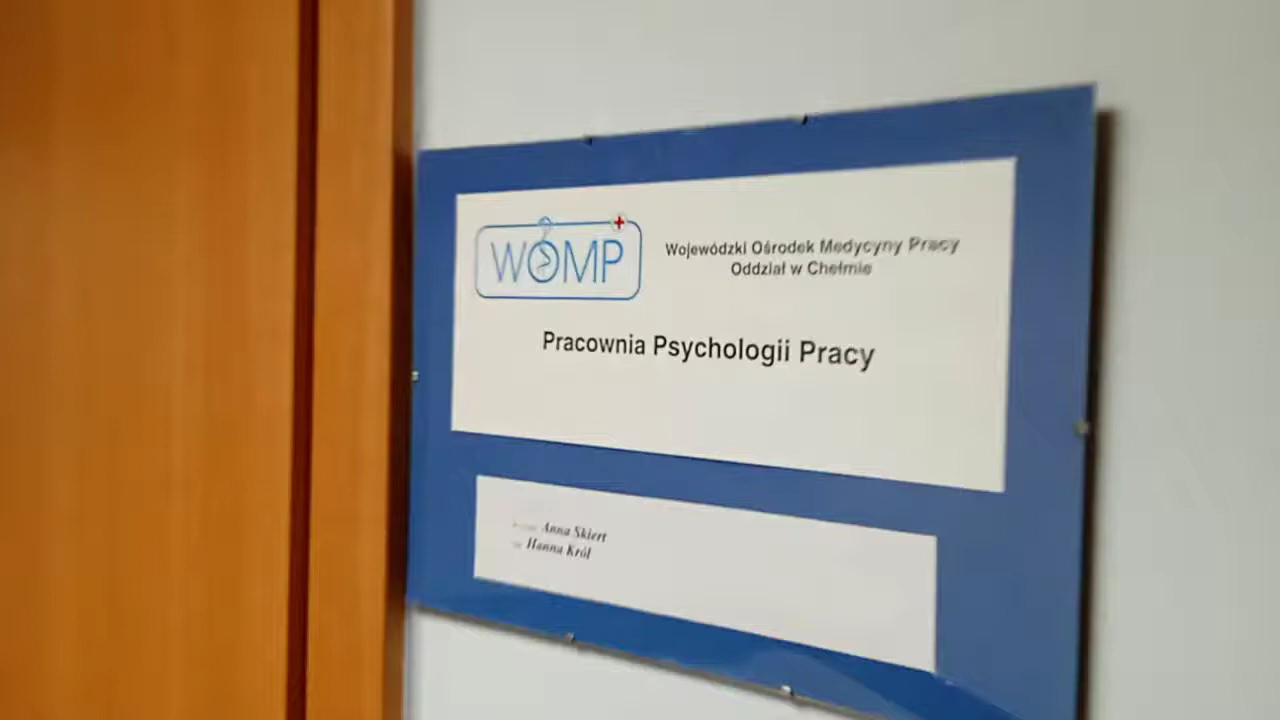 WOMP
Wojewódzki Ośrodek Medycyny Pracy
Oddział w Chełmie
Pracownia Psychologii Pracy
Anna Skiert
Hanna Król